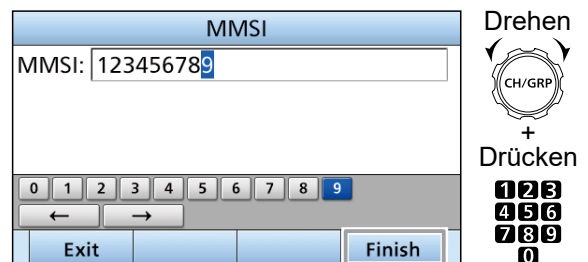 MMSI
MMSI: 123456789
0 1 2 3 4 5 6 7 8 9
← →
Exit Finish
Drehen
CH/GRP
+
Drücken
1 2 3
4 5 6
7 8 9
0